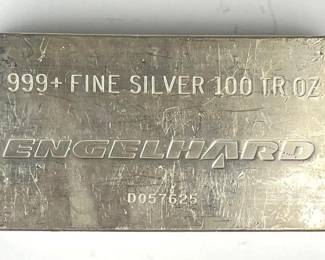 999+ FINE SILVER 100 TR OZ
ENGELHARD
D057625